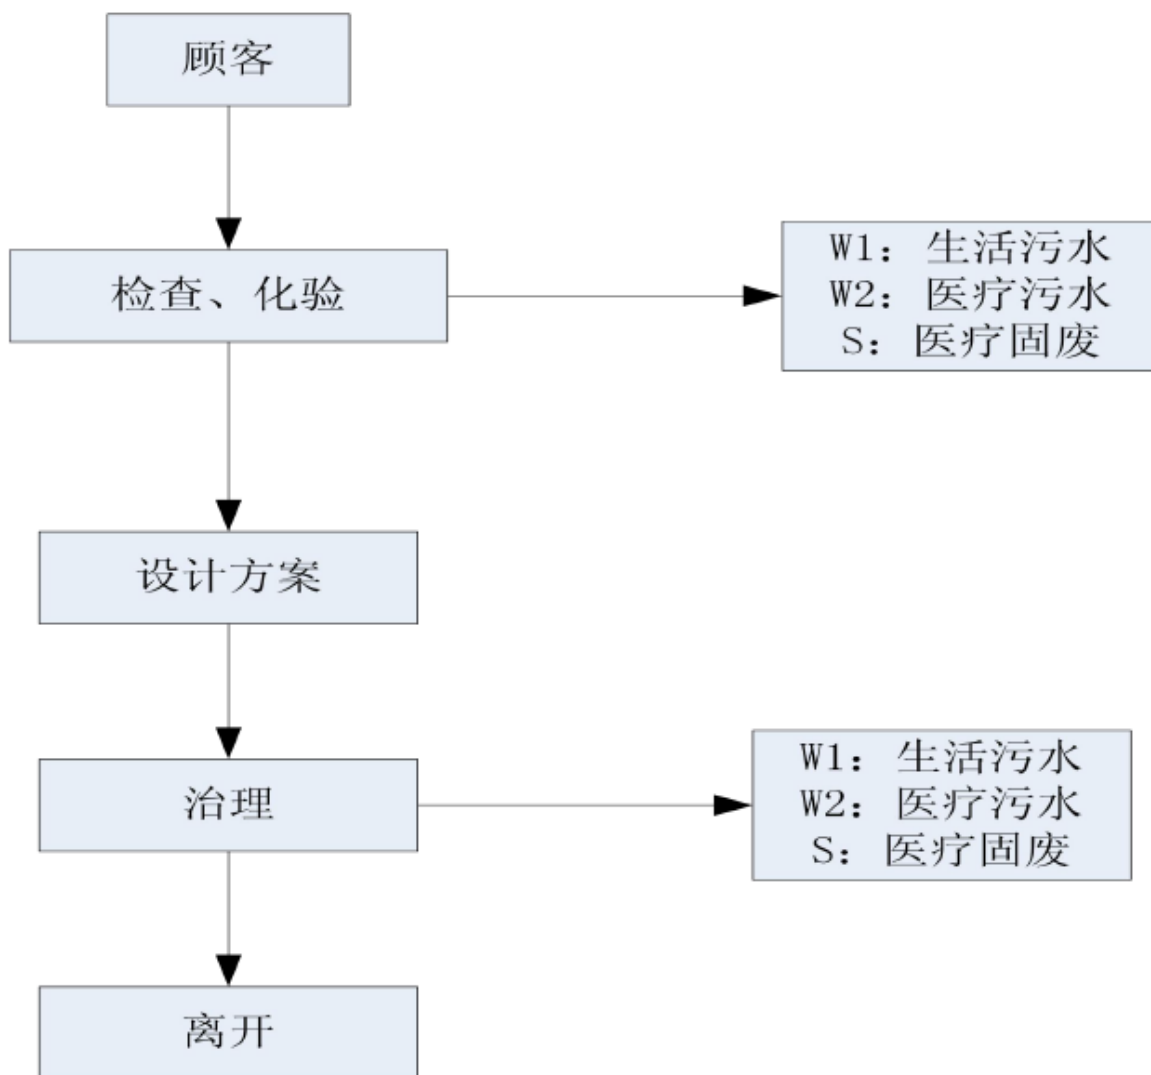 顾客
检查、化验
W1: 生活污水
W2: 医疗污水
S: 医疗固废
设计方案
治理
W1: 生活污水
W2: 医疗污水
S: 医疗固废
离开